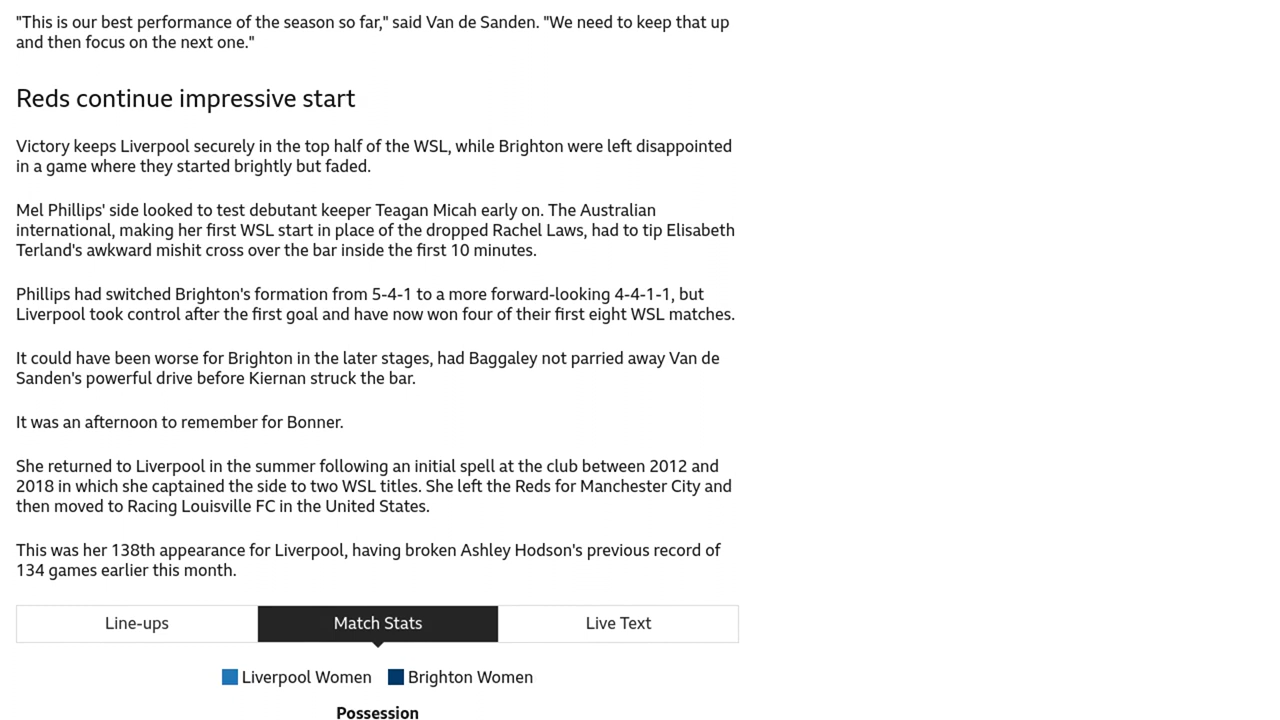 "This is our best performance of the season so far," said Van de Sanden. "We need to keep that up
and then focus on the next one."
Reds continue impressive start
Victory keeps Liverpool securely in the top half of the WSL, while Brighton were left disappointed
in a game where they started brightly but faded.
Mel Phillips' side looked to test debutant keeper Teagan Micah early on. The Australian
international, making her first WSL start in place of the dropped Rachel Laws, had to tip Elisabeth
Terland's awkward mishit cross over the bar inside the first 10 minutes.
Phillips had switched Brighton's formation from 5-4-1 to a more forward-looking 4-4-1-1, but
Liverpool took control after the first goal and have now won four of their first eight WSL matches.
It could have been worse for Brighton in the later stages, had Baggaley not parried away Van de
Sanden's powerful drive before Kiernan struck the bar.
It was an afternoon to remember for Bonner.
She returned to Liverpool in the summer following an initial spell at the club between 2012 and
2018 in which she captained the side to two WSL titles. She left the Reds for Manchester City and
then moved to Racing Louisville FC in the United States.
This was her 138th appearance for Liverpool, having broken Ashley Hodson's previous record of
134 games earlier this month.
Line-ups Match Stats Live Text
Liverpool Women Brighton Women
Possession